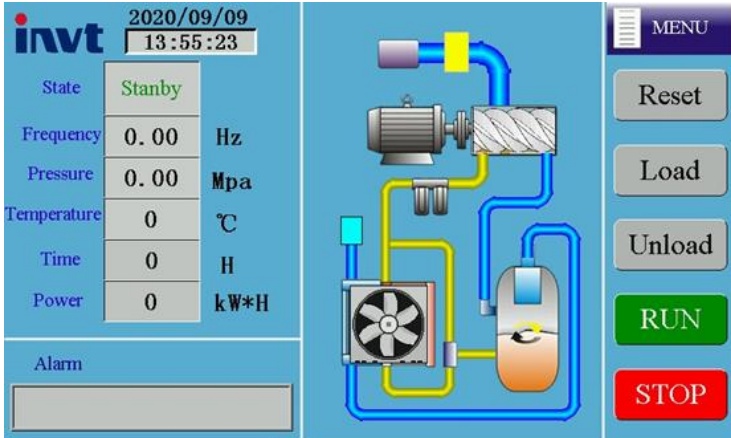 invt
2020/09/09
13:55:23
State Stanby
Frequency 0.00 Hz
Pressure 0.00 Mpa
Temperature 0 ℃
Time 0 H
Power 0 kW*H
Alarm
MENU
Reset
Load
Unload
RUN
STOP